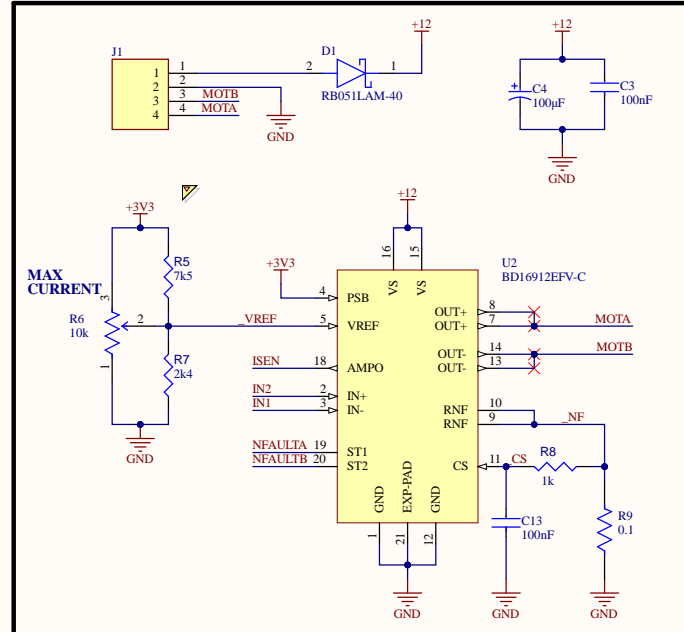 J1
1
2
3
4
1
2
3
4
MOTB
MOTA
GND
2
D1
1
RB051LAM-40
+12
+12
+
C4
100µF
C3
100nF
GND
+3V3
MAX
CURRENT
R6
10k
3
2
1
R5
7k5
R7
2k4
_VREF
GND
+12
+3V3
16
15
VS
VS
U2
BD16912EFV-C
4
PSB
5
VREF
ISEN
18
AMPO
IN2
2
IN+
IN1
3
IN-
NFAULTA
19
ST1
NFAULTB
20
ST2
OUT+
8
OUT+
7
MOTA
OUT-
14
MOTB
OUT-
13
RNF
10
RNF
9
_NF
CS
11
_CS
R8
1k
R9
0.1
C13
100nF
GND
EXP-PAD
GND
1
21
12
GND
GND
GND